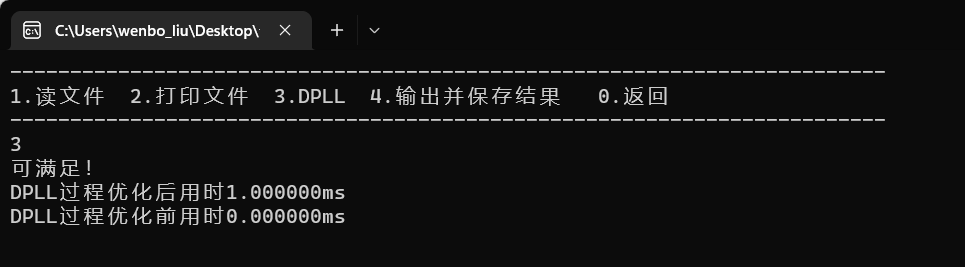 C:\Users\wenbo_liu\Desktop\
-------------------------------------------------------------------------
1.读文件  2.打印文件  3.DPLL  4.输出并保存结果   0.返回
-------------------------------------------------------------------------
3
可满足!
DPLL过程优化后用时1.000000ms
DPLL过程优化前用时0.000000ms